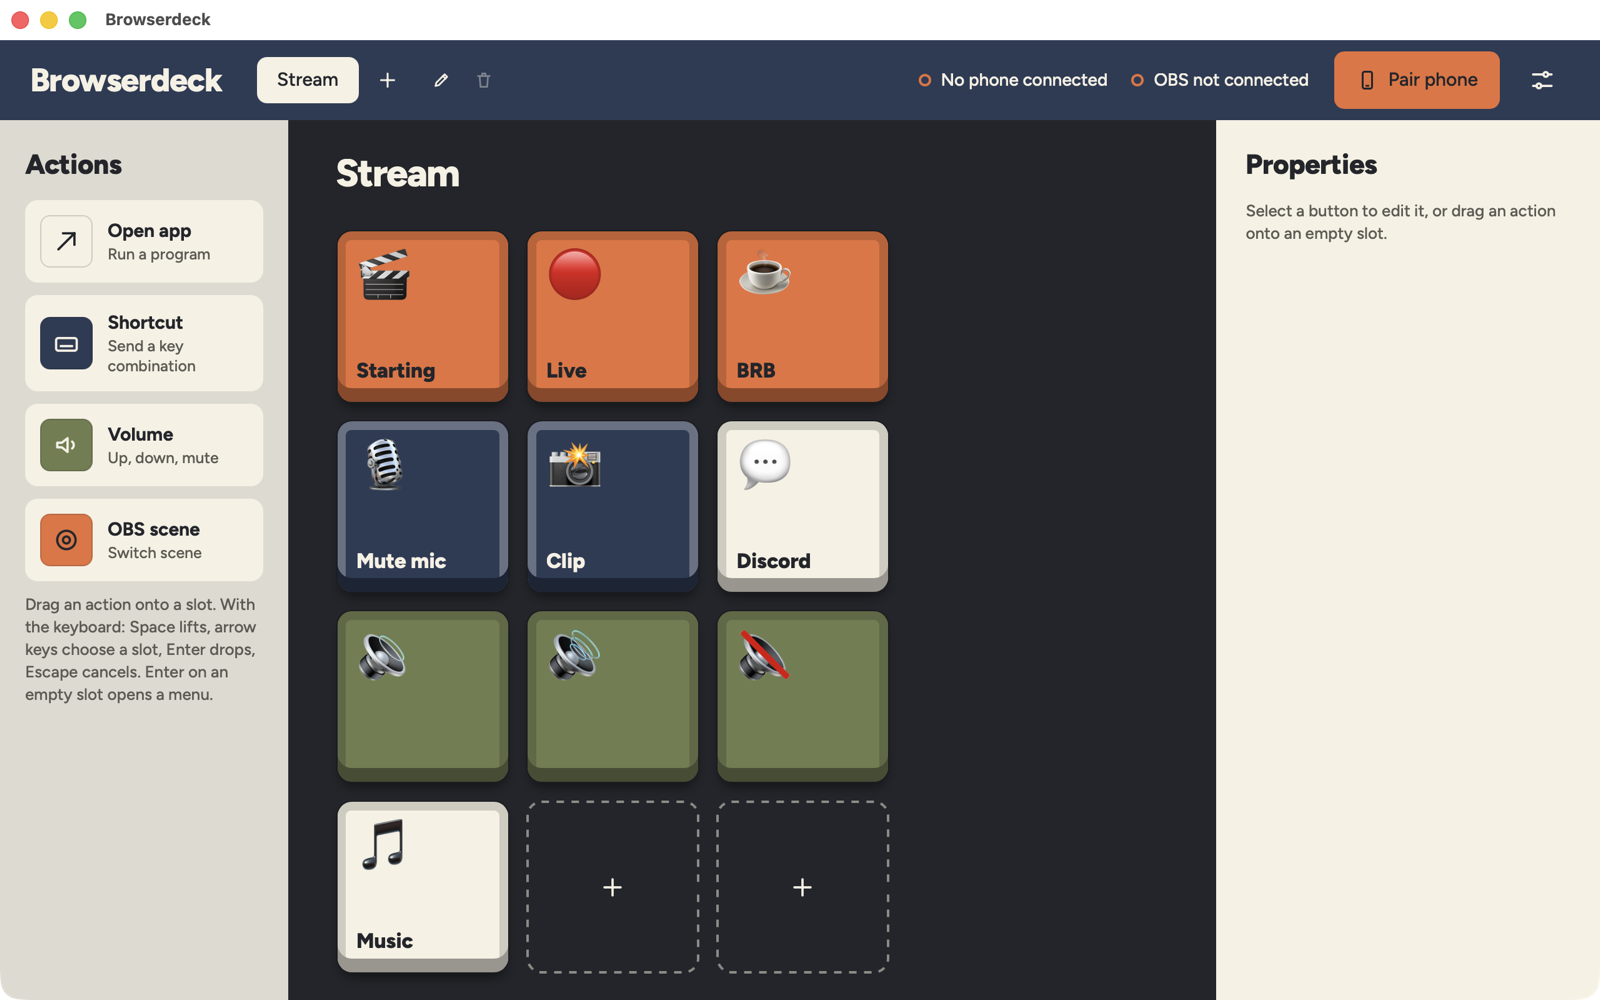 Browserdeck
Browserdeck
Stream
No phone connected
OBS not connected
Pair phone
Actions
Open app
Run a program
Shortcut
Send a key
combination
Volume
Up, down, mute
OBS scene
Switch scene
Drag an action onto a slot. With
the keyboard: Space lifts, arrow
keys choose a slot, Enter drops,
Escape cancels. Enter on an
empty slot opens a menu.
Stream
Starting
Live
BRB
Mute mic
Clip
Discord
Music
Properties
Select a button to edit it, or drag an action
onto an empty slot.